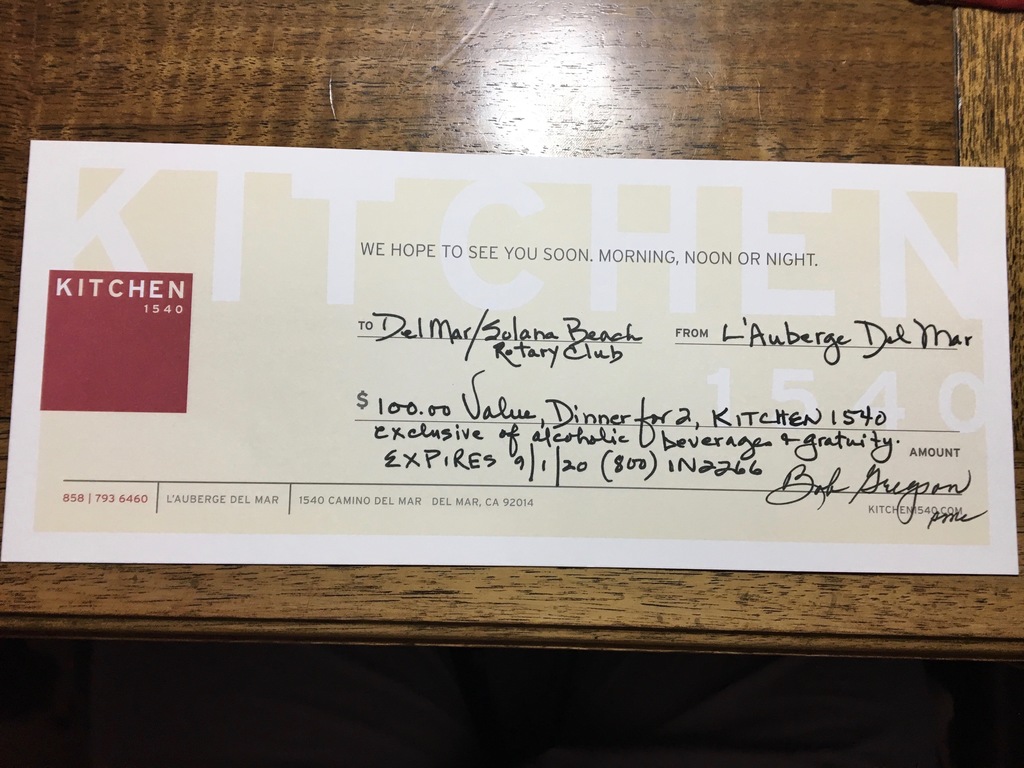 KITCHEN
1540
WE HOPE TO SEE YOU SOON. MORNING, NOON OR NIGHT.
KITCHEN
1540
TO Del Mar/Solana Beach
Rotary Club
FROM L'Auberge Del Mar
$ 100.00 Value, Dinner for 2, KITCHEN 1540
exclusive of alcoholic beverages & gratuity.
AMOUNT
EXPIRES 9/1/20 (800) IN2266
Bob Gregson
858 | 793 6460 | L'AUBERGE DEL MAR | 1540 CAMINO DEL MAR DEL MAR, CA 92014
KITCHEN1540.COM